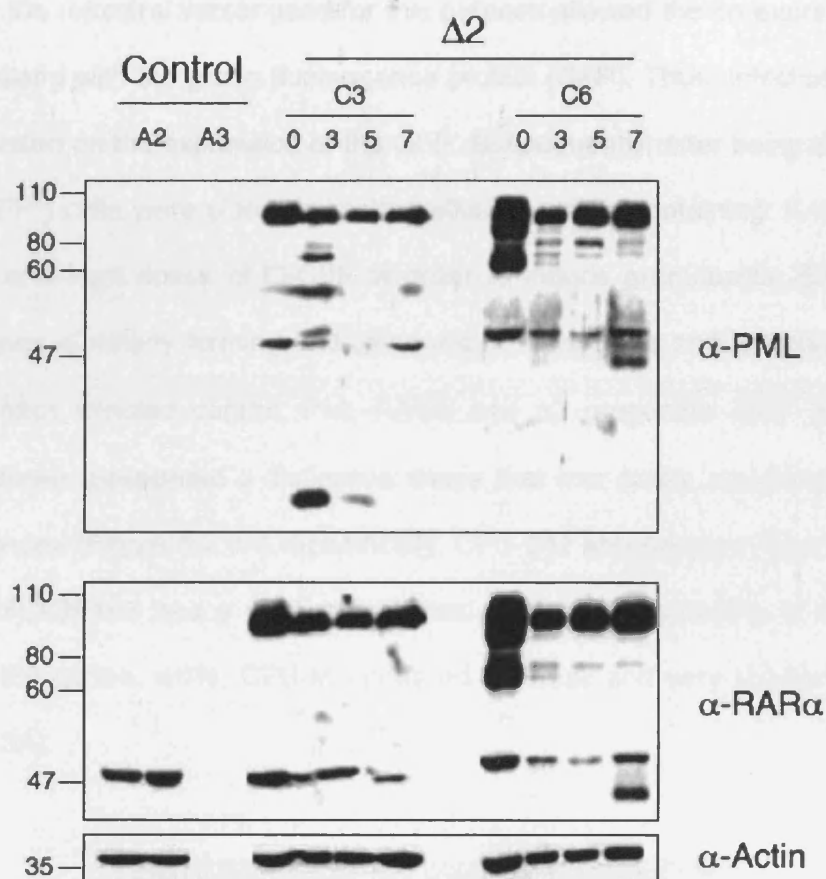 Δ2
Control
C3 C6
A2 A3 0 3 5 7 0 3 5 7
110
80
60
47
α-PML
110
80
60
47
α-RARα
35
α-Actin